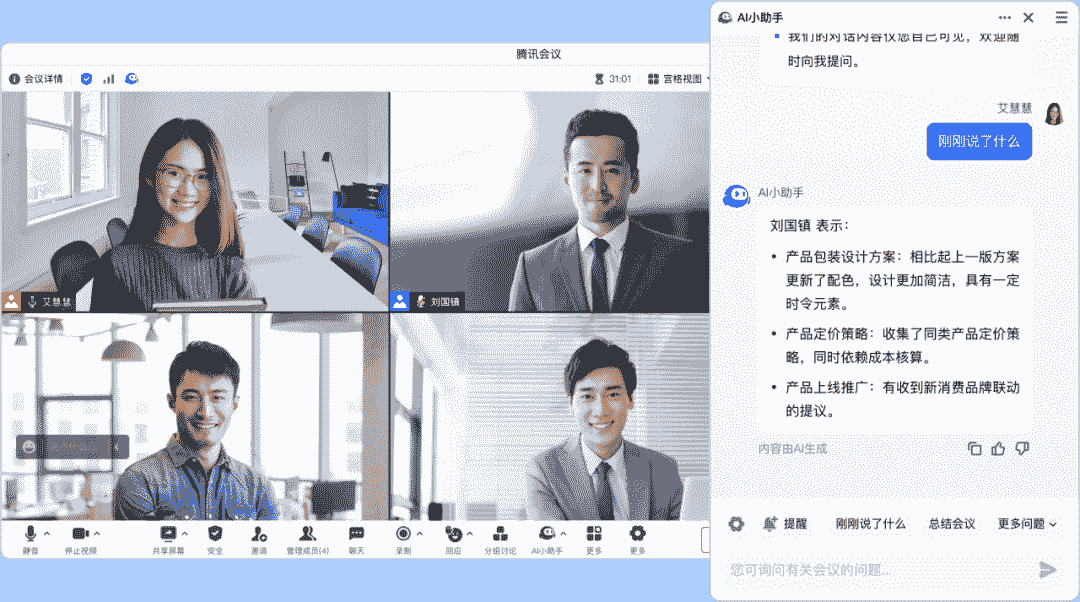 腾讯会议
会议详情
31:01
宫格视图
艾慧慧
刘国镇
静音
停止视频
共享屏幕
安全
邀请
管理成员(4)
聊天
录制
回应
分组讨论
AI小助手
更多
更多
AI小助手
我们的对话内容仅您自己可见，欢迎随
时向我提问。
艾慧慧
刚刚说了什么
AI小助手
刘国镇 表示：
• 产品包装设计方案：相比起上一版方案
更新了配色，设计更加简洁，具有一定
时令元素。
• 产品定价策略：收集了同类产品定价策
略，同时依赖成本核算。
• 产品上线推广：有收到新消费品牌联动
的提议。
内容由AI生成
提醒
刚刚说了什么
总结会议
更多问题
您可询问有关会议的问题...